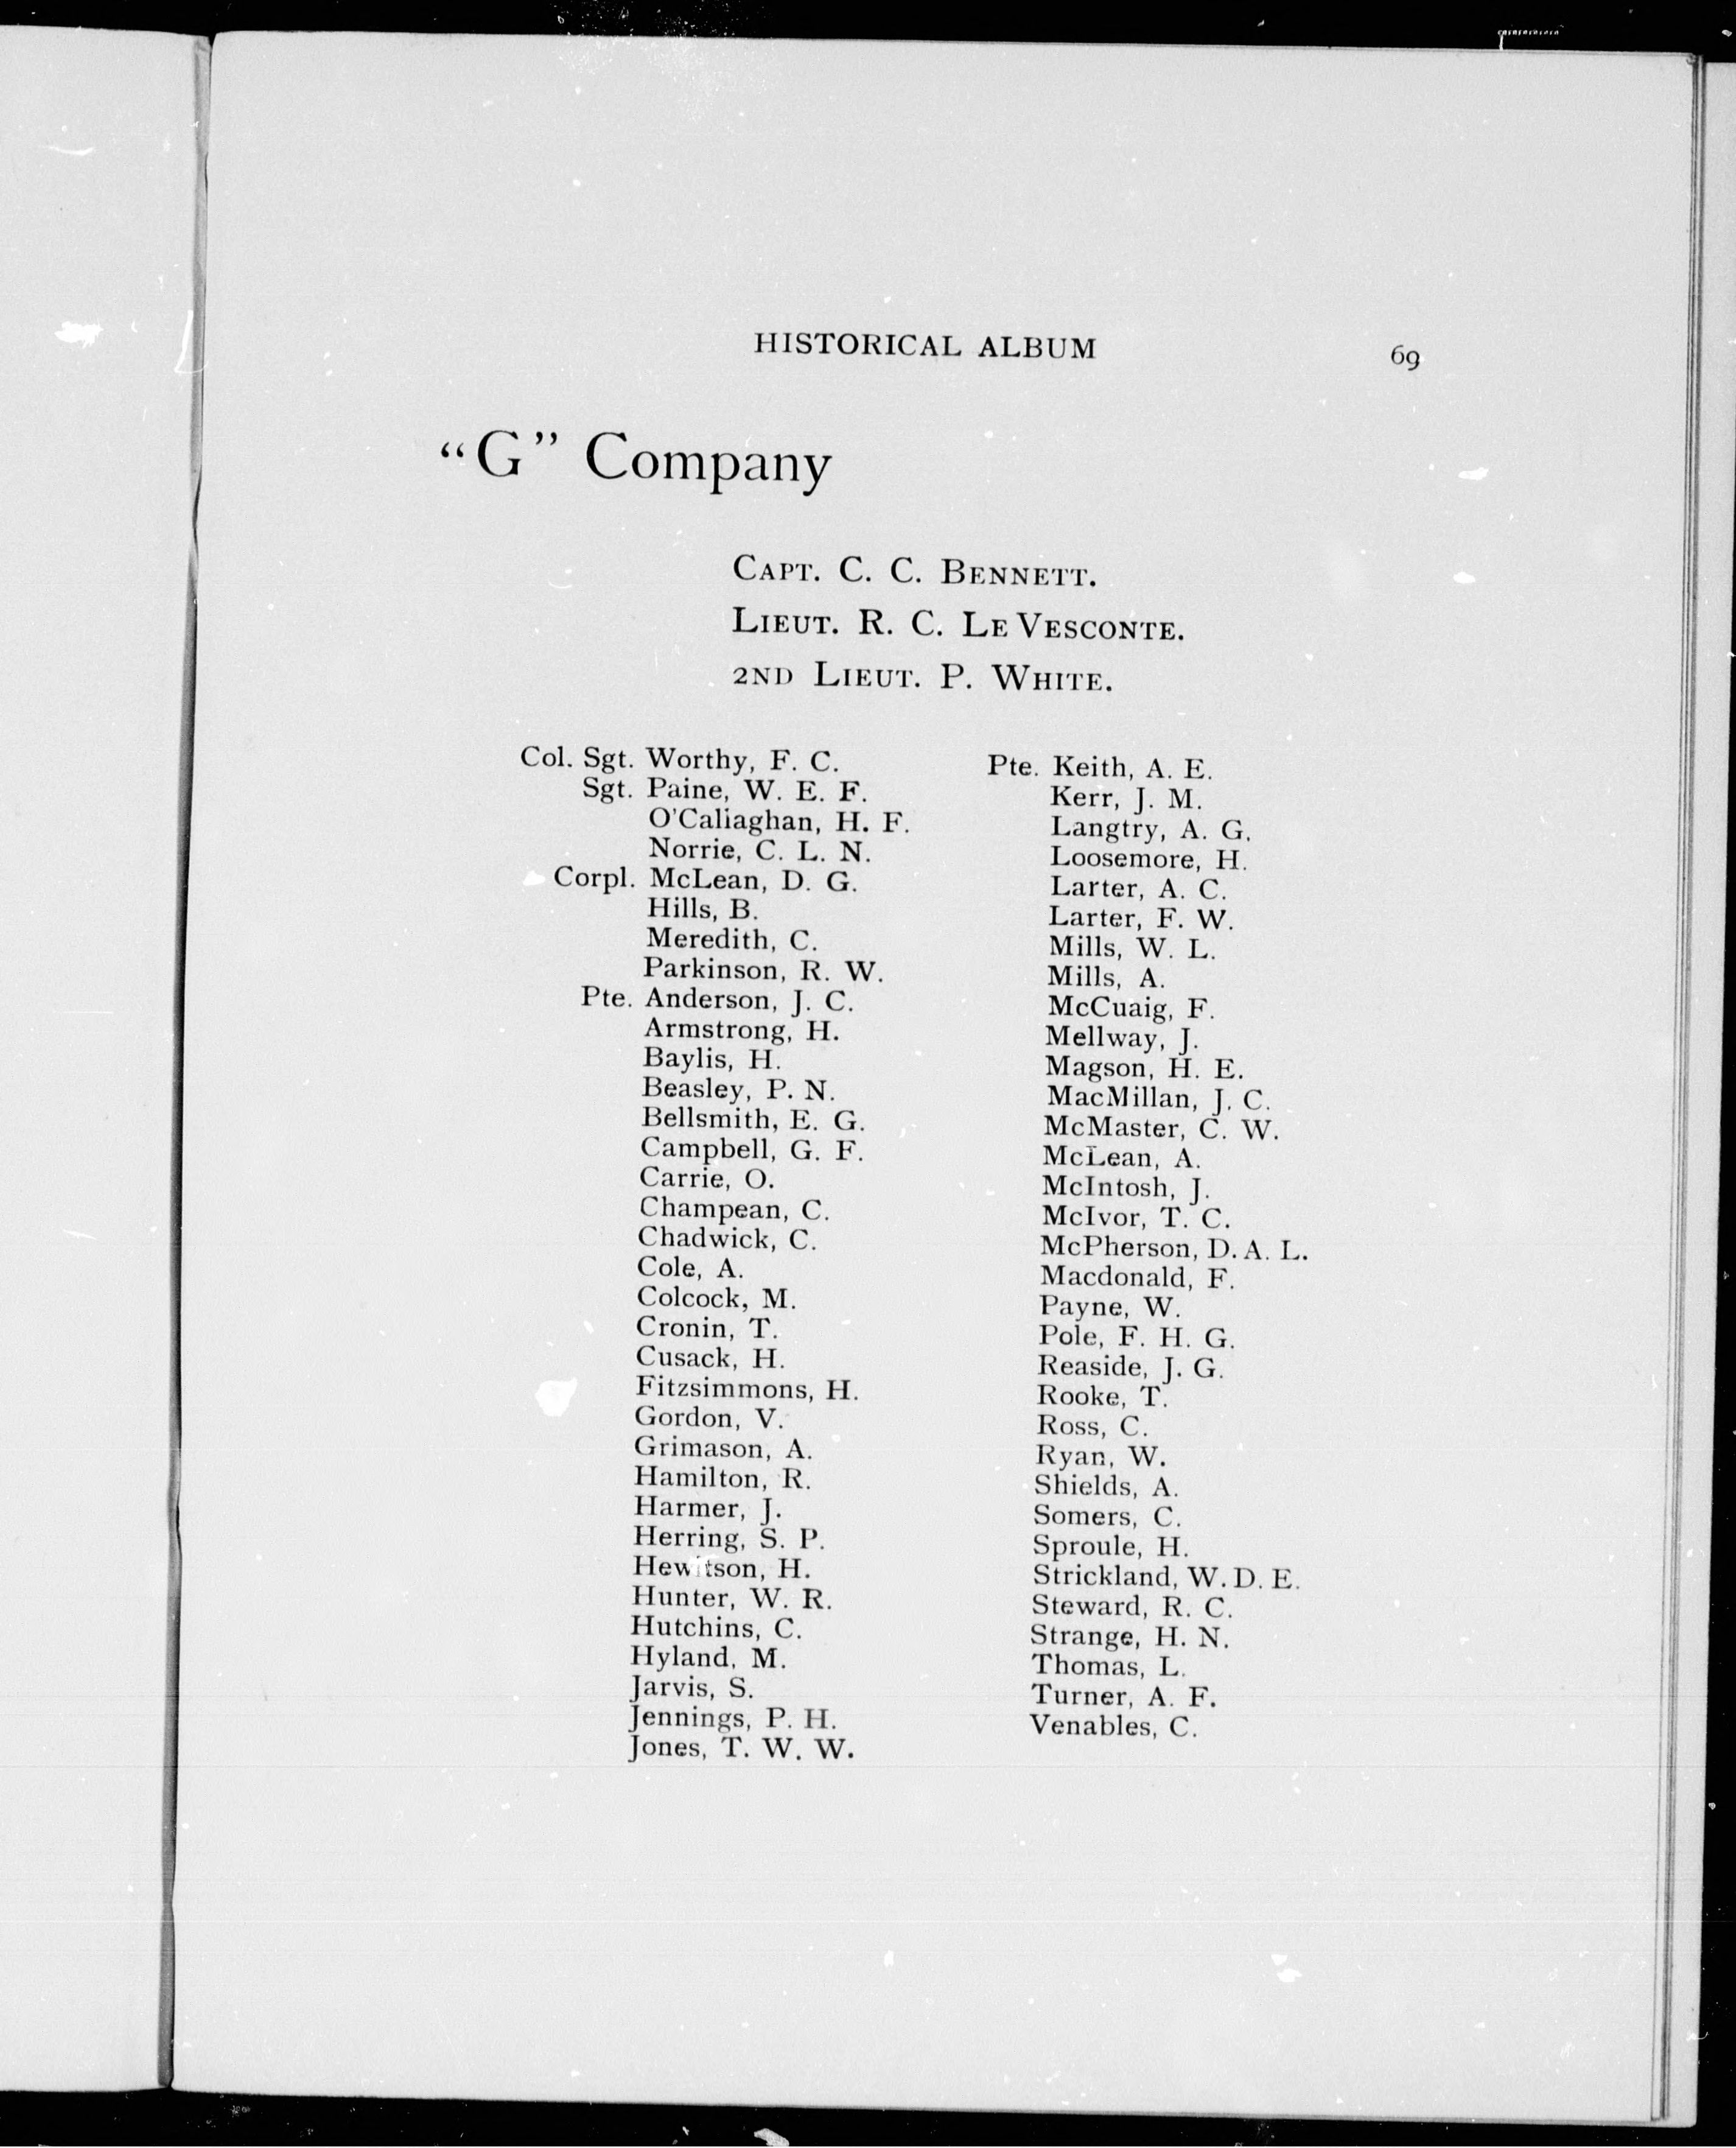 HISTORICAL ALBUM 69
"G" Company
CAPT. C. C. BENNETT.
LIEUT. R. C. LE VESCONTE.
2ND LIEUT. P. WHITE.
Col. Sgt. Worthy, F. C.
Sgt. Paine, W. E. F.
O'Caliaghan, H. F.
Norrie, C. L. N.
Corpl. McLean, D. G.
Hills, B.
Meredith, C.
Parkinson, R. W.
Pte. Anderson, J. C.
Armstrong, H.
Baylis, H.
Beasley, P. N.
Bellsmith, E. G.
Campbell, G. F.
Carrie, O.
Champean, C.
Chadwick, C.
Cole, A.
Colcock, M.
Cronin, T.
Cusack, H.
Fitzsimmons, H.
Gordon, V.
Grimason, A.
Hamilton, R.
Harmer, J.
Herring, S. P.
Hewitson, H.
Hunter, W. R.
Hutchins, C.
Hyland, M.
Jarvis, S.
Jennings, P. H.
Jones, T. W. W.
Pte. Keith, A. E.
Kerr, J. M.
Langtry, A. G.
Loosemore, H.
Larter, A. C.
Larter, F. W.
Mills, W. L.
Mills, A.
McCuaig, F.
Mellway, J.
Magson, H. E.
MacMillan, J. C.
McMaster, C. W.
McLean, A.
McIntosh, J.
McIvor, T. C.
McPherson, D. A. L.
Macdonald, F.
Payne, W.
Pole, F. H. G.
Reaside, J. G.
Rooke, T.
Ross, C.
Ryan, W.
Shields, A.
Somers, C.
Sproule, H.
Strickland, W. D. E.
Steward, R. C.
Strange, H. N.
Thomas, L.
Turner, A. F.
Venables, C.